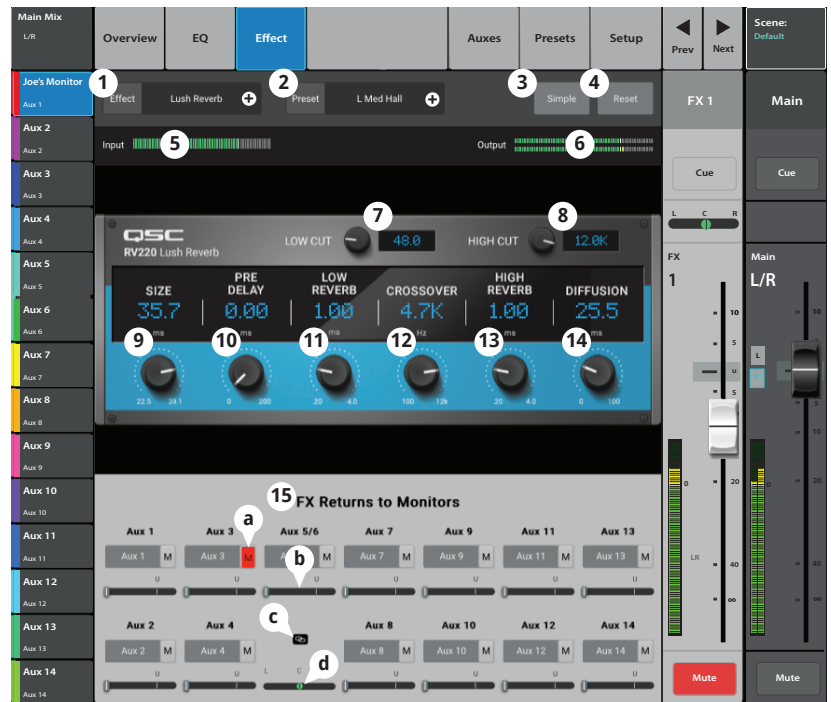 Main Mix
L/R
Overview
EQ
Effect
Auxes
Presets
Setup
Prev
Next
Scene:
Default
Joe's Monitor
Aux 1
Aux 2
Aux 2
Aux 3
Aux 3
Aux 4
Aux 4
Aux 5
Aux 5
Aux 6
Aux 6
Aux 7
Aux 7
Aux 8
Aux 8
Aux 9
Aux 9
Aux 10
Aux 10
Aux 11
Aux 11
Aux 12
Aux 12
Aux 13
Aux 13
Aux 14
Aux 14
1
2
3
4
Effect
Lush Reverb
Preset
L Med Hall
Simple
Reset
Input
5
Output
6
7
8
QSC
RV220 Lush Reverb
LOW CUT
48.0
HIGH CUT
12.0K
SIZE
PRE DELAY
LOW REVERB
CROSSOVER
HIGH REVERB
DIFFUSION
35.7
0.00
1.00
4.7K
1.00
25.5
ms
ms
ms
Hz
ms
9
10
11
12
13
14
22.5
39.1
0
200
.20
4.0
100
12k
.20
4.0
0
100
15
FX Returns to Monitors
a
Aux 1
Aux 3
Aux 5/6
Aux 7
Aux 9
Aux 11
Aux 13
Aux 1
M
Aux 3
M
b
M
Aux 7
M
Aux 9
M
Aux 11
M
Aux 13
M
U
U
U
U
U
U
U
c
d
Aux 2
Aux 4
Aux 8
Aux 10
Aux 12
Aux 14
Aux 2
M
Aux 4
M
Aux 8
M
Aux 10
M
Aux 12
M
Aux 14
M
U
U
L
C
U
U
U
U
FX 1
Cue
L
C
R
FX
1
10
5
U
5
0
20
LR
40
∞
Mute
Main
Cue
Main
L/R
10
5
L
5
10
0
20
40
∞
Mute